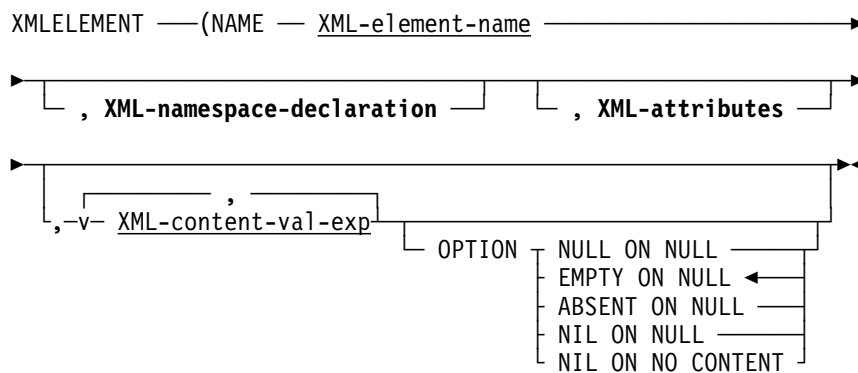 XMLELEMENT (NAME XML-element-name
, XML-namespace-declaration , XML-attributes
,
, v XML-content-val-exp
OPTION NULL ON NULL
EMPTY ON NULL
ABSENT ON NULL
NIL ON NULL
NIL ON NO CONTENT